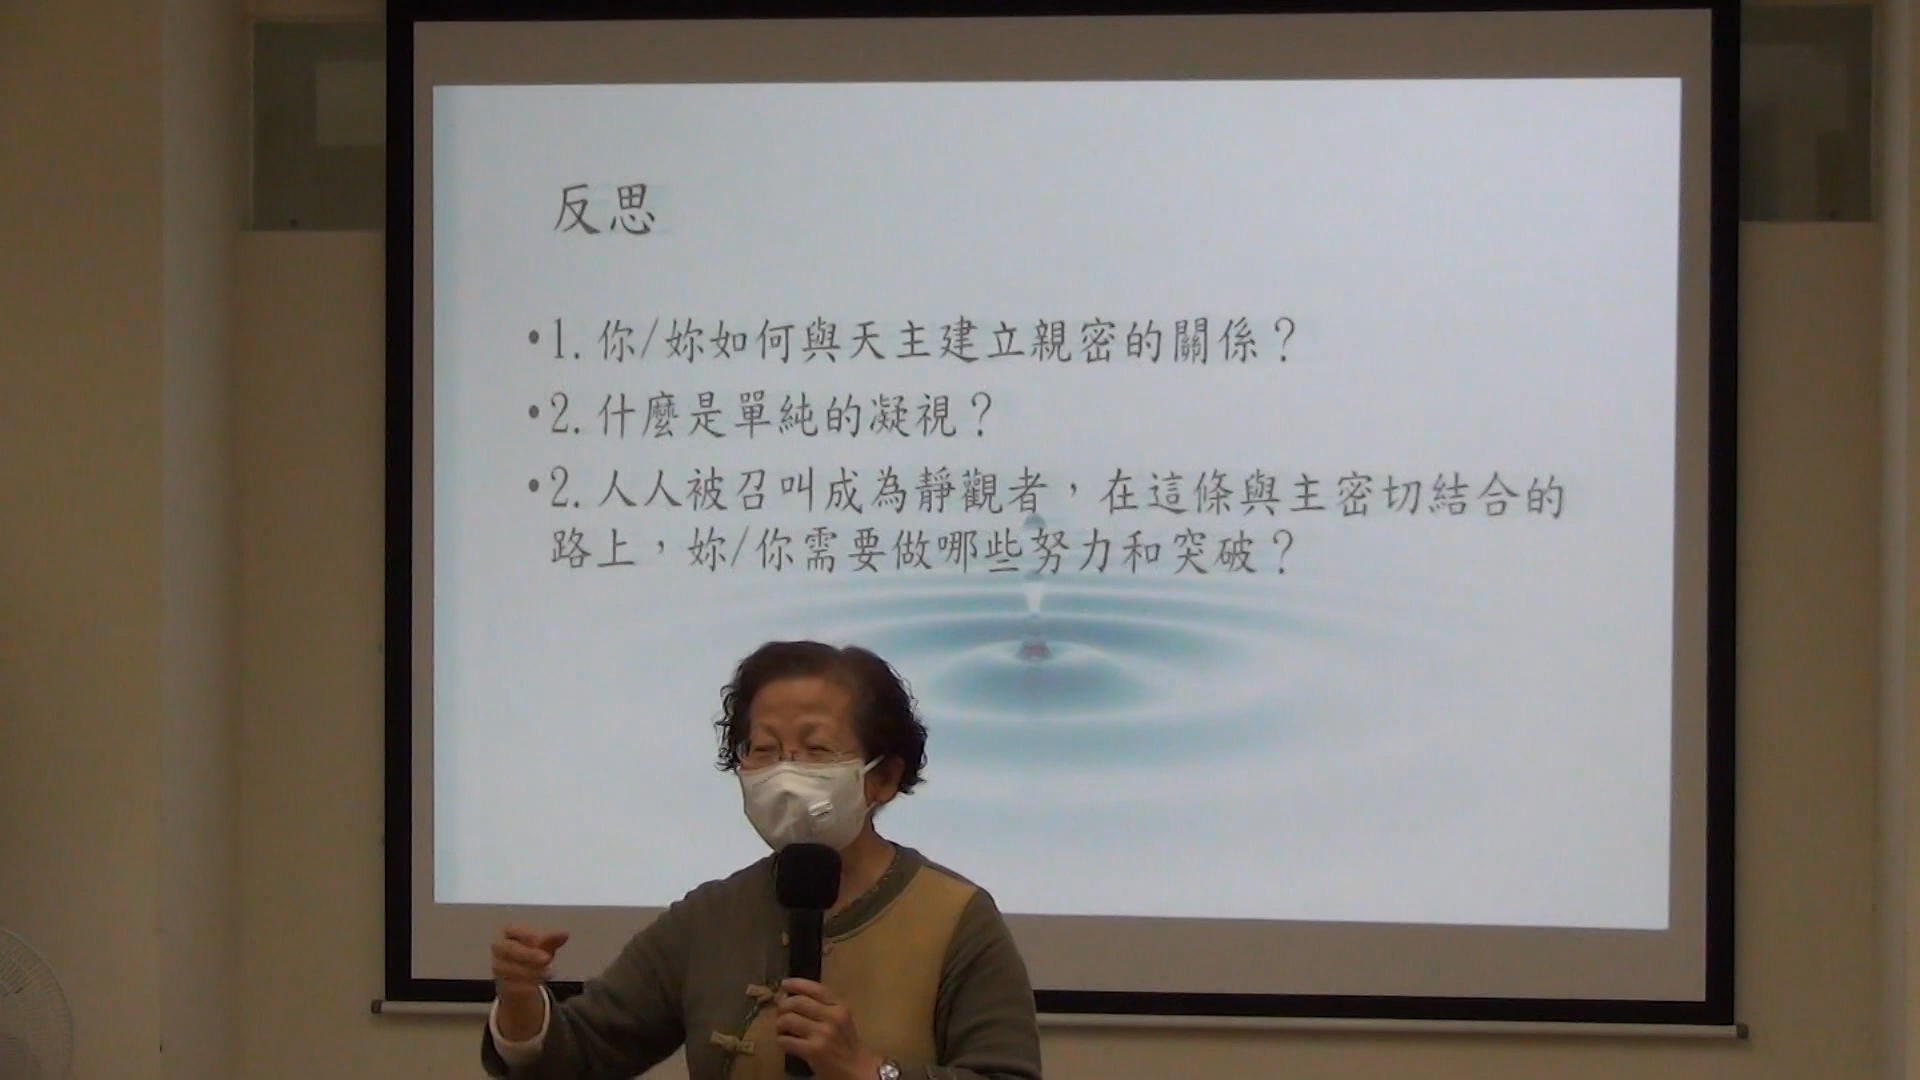 反思
•1. 你/妳如何與天主建立親密的關係？
•2. 什麼是單純的凝視？
•2. 人人被召叫成為靜觀者，在這條與主密切結合的
路上，妳/你需要做哪些努力和突破？